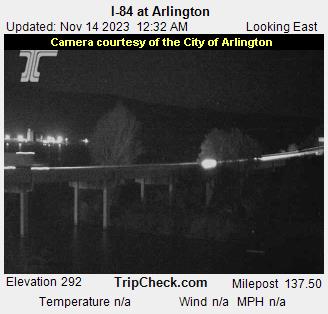 I-84 at Arlington
Updated: Nov 14 2023 12:32 AM Looking East
Camera courtesy of the City of Arlington
Elevation 292 TripCheck.com Milepost 137.50
Temperature n/a Wind n/a MPH n/a